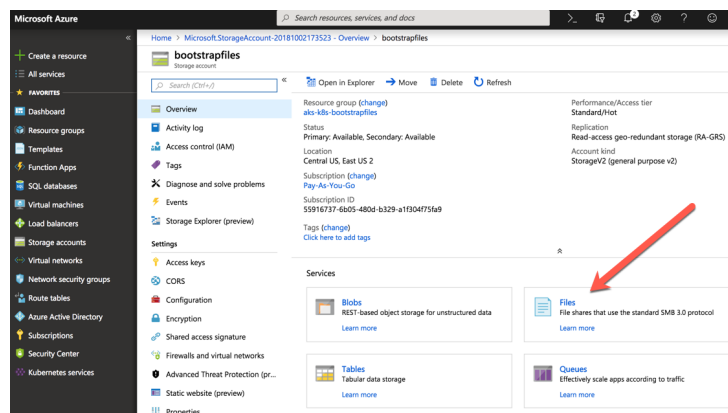 Microsoft Azure
Search resources, services, and docs
2
Home > Microsoft.StorageAccount-20181002173523 - Overview > bootstrapfiles
Create a resource
All services
FAVORITES
Dashboard
Resource groups
Templates
Function Apps
SQL databases
Virtual machines
Load balancers
Storage accounts
Virtual networks
Network security groups
Route tables
Azure Active Directory
Subscriptions
Security Center
Kubernetes services
bootstrapfiles
Storage account
Search (Ctrl+/)
Overview
Activity log
Access control (IAM)
Tags
Diagnose and solve problems
Events
Storage Explorer (preview)
Settings
Access keys
CORS
Configuration
Encryption
Shared access signature
Firewalls and virtual networks
Advanced Threat Protection (pr...
Static website (preview)
Properties
Open in Explorer
Move
Delete
Refresh
Resource group (change)
aks-k8s-bootstrapfiles
Status
Primary: Available, Secondary: Available
Location
Central US, East US 2
Subscription (change)
Pay-As-You-Go
Subscription ID
55916737-6b05-480d-b329-a1f304f75fa9
Tags (change)
Click here to add tags
Performance/Access tier
Standard/Hot
Replication
Read-access geo-redundant storage (RA-GRS)
Account kind
StorageV2 (general purpose v2)
Services
Blobs
REST-based object storage for unstructured data
Learn more
Files
File shares that use the standard SMB 3.0 protocol
Learn more
Tables
Tabular data storage
Learn more
Queues
Effectively scale apps according to traffic
Learn more